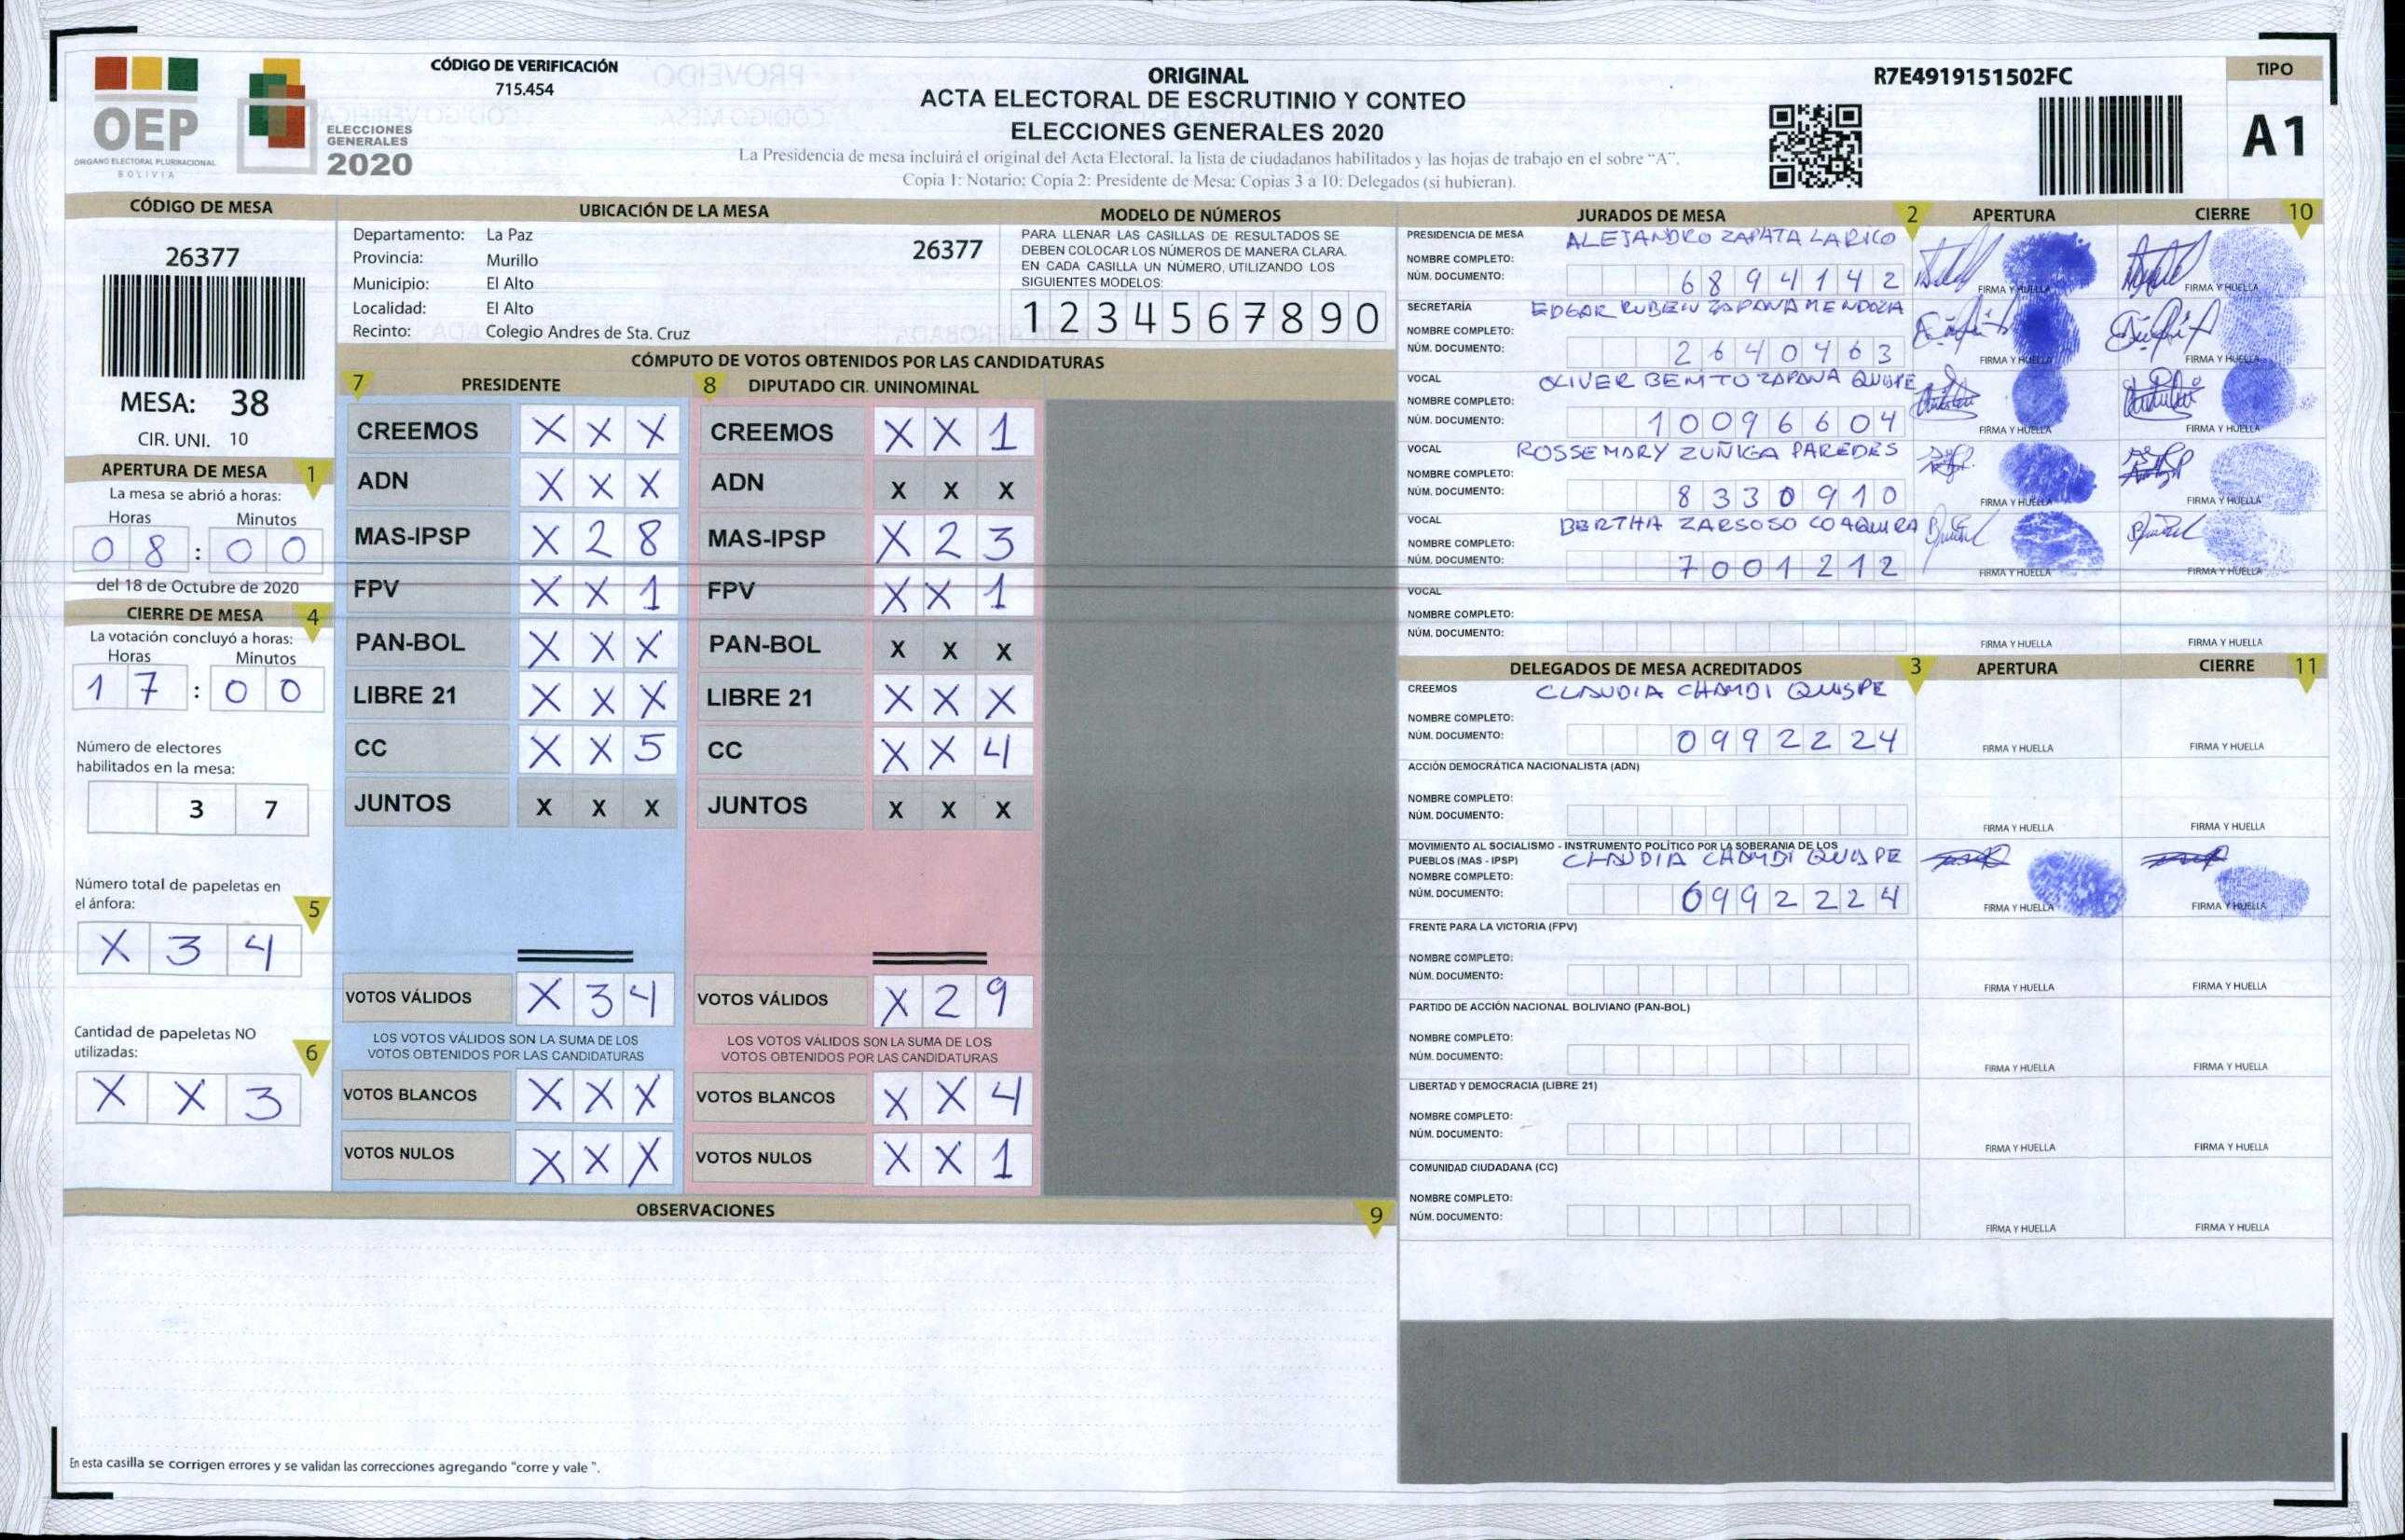 CÓDIGO DE VERIFICACIÓN
715.454
OEP
ORGANO ELECTORAL PLURINACIONAL
BOLIVIA
ELECCIONES
GENERALES
2020
ORIGINAL
ACTA ELECTORAL DE ESCRUTINIO Y CONTEO
ELECCIONES GENERALES 2020
La Presidencia de mesa incluirá el original del Acta Electoral, la lista de ciudadanos habilitados y las hojas de trabajo en el sobre "A".
Copia 1: Notario; Copia 2: Presidente de Mesa; Copias 3 a 10: Delegados (si hubieran).
R7E4919151502FC
TIPO
A1
CÓDIGO DE MESA
26377
MESA: 38
CIR. UNI. 10
APERTURA DE MESA 1
La mesa se abrió a horas:
Horas Minutos
0 8 : 0 0
del 18 de Octubre de 2020
CIERRE DE MESA 4
La votación concluyó a horas:
Horas Minutos
1 7 : 0 0
Número de electores
habilitados en la mesa:
3 7
Número total de papeletas en
el ánfora: 5
X 3 4
Cantidad de papeletas NO
utilizadas: 6
X X 3
UBICACIÓN DE LA MESA
Departamento: La Paz
26377
Provincia: Murillo
Municipio: El Alto
Localidad: El Alto
Recinto: Colegio Andres de Sta. Cruz
MODELO DE NÚMEROS
PARA LLENAR LAS CASILLAS DE RESULTADOS SE
DEBEN COLOCAR LOS NÚMEROS DE MANERA CLARA.
EN CADA CASILLA UN NÚMERO, UTILIZANDO LOS
SIGUIENTES MODELOS:
1 2 3 4 5 6 7 8 9 0
CÓMPUTO DE VOTOS OBTENIDOS POR LAS CANDIDATURAS
7 PRESIDENTE
CREEMOS X X X
ADN X X X
MAS-IPSP X 2 8
FPV X X 1
PAN-BOL X X X
LIBRE 21 X X X
CC X X 5
JUNTOS X X X
VOTOS VÁLIDOS X 3 4
LOS VOTOS VÁLIDOS SON LA SUMA DE LOS
VOTOS OBTENIDOS POR LAS CANDIDATURAS
VOTOS BLANCOS X X X
VOTOS NULOS X X X
8 DIPUTADO CIR. UNINOMINAL
CREEMOS X X 1
ADN X X X
MAS-IPSP X 2 3
FPV X X 1
PAN-BOL X X X
LIBRE 21 X X X
CC X X 4
JUNTOS X X X
VOTOS VÁLIDOS X 2 9
LOS VOTOS VÁLIDOS SON LA SUMA DE LOS
VOTOS OBTENIDOS POR LAS CANDIDATURAS
VOTOS BLANCOS X X 4
VOTOS NULOS X X 1
OBSERVACIONES 9
En esta casilla se corrigen errores y se validan las correcciones agregando "corre y vale ".
JURADOS DE MESA 2 APERTURA CIERRE 10
PRESIDENCIA DE MESA ALEJANDRO ZAPATA LARICO
NOMBRE COMPLETO:
NÚM. DOCUMENTO: 6 8 9 4 1 4 2 FIRMA Y HUELLA FIRMA Y HUELLA
SECRETARÍA EDGAR RUBEN ZAPANA MENDOZA
NOMBRE COMPLETO:
NÚM. DOCUMENTO: 2 6 4 0 4 6 3 FIRMA Y HUELLA FIRMA Y HUELLA
VOCAL OLIVER BENITO ZAPANA QUISPE
NOMBRE COMPLETO:
NÚM. DOCUMENTO: 1 0 0 9 6 6 0 4 FIRMA Y HUELLA FIRMA Y HUELLA
VOCAL ROSSEMARY ZUÑIGA PAREDES
NOMBRE COMPLETO:
NÚM. DOCUMENTO: 8 3 3 0 9 1 0 FIRMA Y HUELLA FIRMA Y HUELLA
VOCAL BERTHA ZARSOSO COAQUIRA
NOMBRE COMPLETO:
NÚM. DOCUMENTO: 7 0 0 1 2 1 2 FIRMA Y HUELLA FIRMA Y HUELLA
VOCAL
NOMBRE COMPLETO:
NÚM. DOCUMENTO: FIRMA Y HUELLA FIRMA Y HUELLA
DELEGADOS DE MESA ACREDITADOS 3 APERTURA CIERRE 11
CREEMOS CLAUDIA CHAMBI QUISPE
NOMBRE COMPLETO:
NÚM. DOCUMENTO: 0 9 9 2 2 2 4 FIRMA Y HUELLA FIRMA Y HUELLA
ACCIÓN DEMOCRÁTICA NACIONALISTA (ADN)
NOMBRE COMPLETO:
NÚM. DOCUMENTO: FIRMA Y HUELLA FIRMA Y HUELLA
MOVIMIENTO AL SOCIALISMO - INSTRUMENTO POLÍTICO POR LA SOBERANIA DE LOS
PUEBLOS (MAS - IPSP) CLAUDIA CHAMBI QUISPE
NOMBRE COMPLETO:
NÚM. DOCUMENTO: 6 9 9 2 2 2 4 FIRMA Y HUELLA FIRMA Y HUELLA
FRENTE PARA LA VICTORIA (FPV)
NOMBRE COMPLETO:
NÚM. DOCUMENTO: FIRMA Y HUELLA FIRMA Y HUELLA
PARTIDO DE ACCIÓN NACIONAL BOLIVIANO (PAN-BOL)
NOMBRE COMPLETO:
NÚM. DOCUMENTO: FIRMA Y HUELLA FIRMA Y HUELLA
LIBERTAD Y DEMOCRACIA (LIBRE 21)
NOMBRE COMPLETO:
NÚM. DOCUMENTO: FIRMA Y HUELLA FIRMA Y HUELLA
COMUNIDAD CIUDADANA (CC)
NOMBRE COMPLETO:
NÚM. DOCUMENTO: FIRMA Y HUELLA FIRMA Y HUELLA